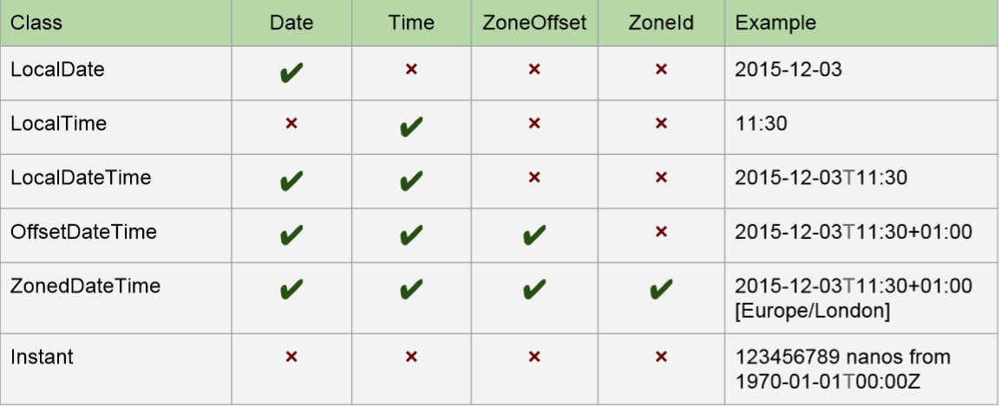 Class Date Time ZoneOffset ZoneId Example
LocalDate ✔ × × × 2015-12-03
LocalTime × ✔ × × 11:30
LocalDateTime ✔ ✔ × × 2015-12-03T11:30
OffsetDateTime ✔ ✔ ✔ × 2015-12-03T11:30+01:00
ZonedDateTime ✔ ✔ ✔ ✔ 2015-12-03T11:30+01:00
[Europe/London]
Instant × × × × 123456789 nanos from
1970-01-01T00:00Z